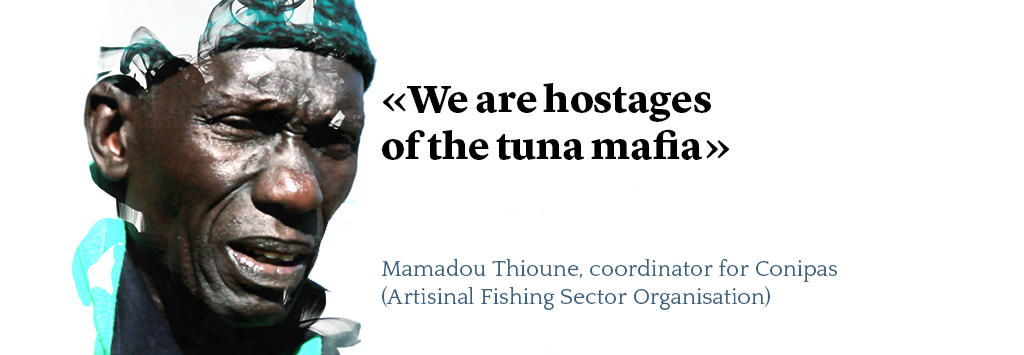 «We are hostages
of the tuna mafia»
Mamadou Thioune, coordinator for Conipas
(Artisinal Fishing Sector Organisation)